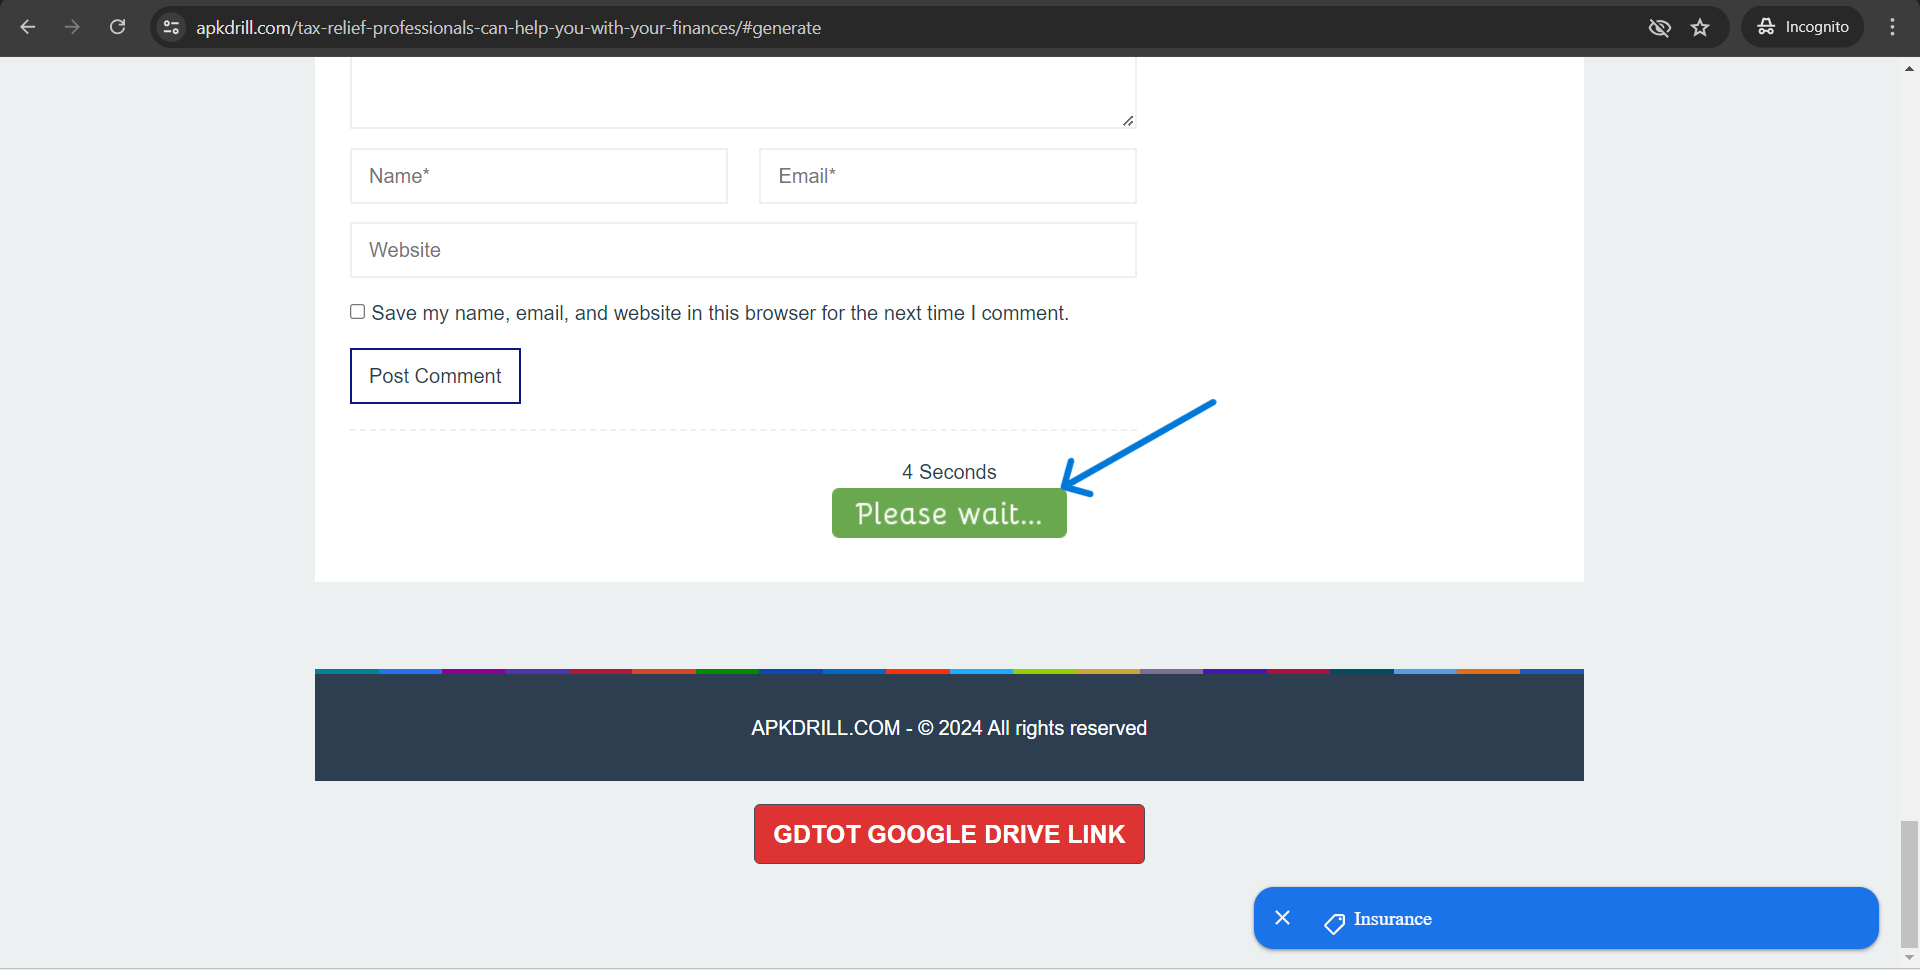 apkdrill.com/tax-relief-professionals-can-help-you-with-your-finances/#generate
Incognito
Name*
Email*
Website
Save my name, email, and website in this browser for the next time I comment.
Post Comment
4 Seconds
Please wait...
APKDRILL.COM - © 2024 All rights reserved
GDTOT GOOGLE DRIVE LINK
Insurance